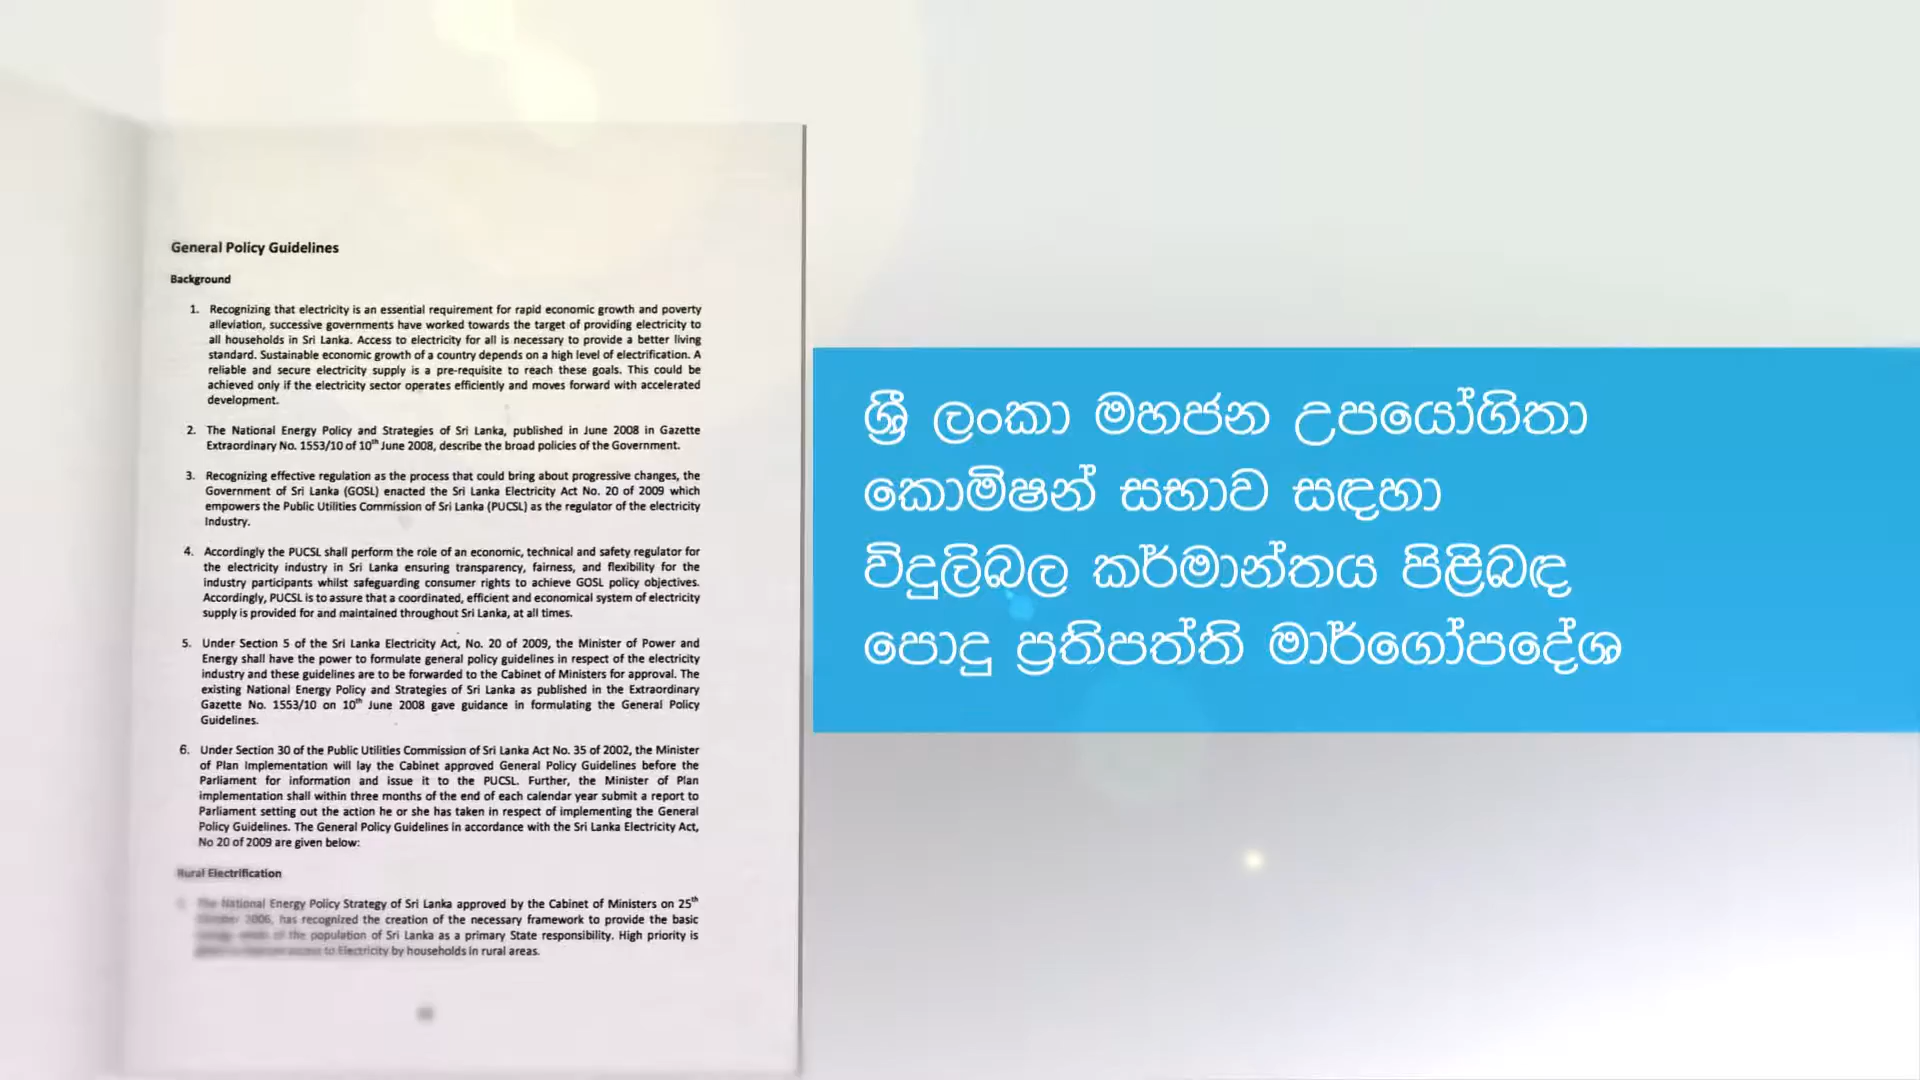 General Policy Guidelines
Background
1. Recognizing that electricity is an essential requirement for rapid economic growth and poverty
alleviation, successive governments have worked towards the target of providing electricity to
all households in Sri Lanka. Access to electricity for all is necessary to provide a better living
standard. Sustainable economic growth of a country depends on a high level of electrification. A
reliable and secure electricity supply is a pre-requisite to reach these goals. This could be
achieved only if the electricity sector operates efficiently and moves forward with accelerated
development.
2. The National Energy Policy and Strategies of Sri Lanka, published in June 2008 in Gazette
Extraordinary No. 1553/10 of 10th June 2008, describe the broad policies of the Government.
3. Recognizing effective regulation as the process that could bring about progressive changes, the
Government of Sri Lanka (GOSL) enacted the Sri Lanka Electricity Act No. 20 of 2009 which
empowers the Public Utilities Commission of Sri Lanka (PUCSL) as the regulator of the electricity
Industry.
4. Accordingly the PUCSL shall perform the role of an economic, technical and safety regulator for
the electricity industry in Sri Lanka ensuring transparency, fairness, and flexibility for the
industry participants whilst safeguarding consumer rights to achieve GOSL policy objectives.
Accordingly, PUCSL is to assure that a coordinated, efficient and economical system of electricity
supply is provided for and maintained throughout Sri Lanka, at all times.
5. Under Section 5 of the Sri Lanka Electricity Act, No. 20 of 2009, the Minister of Power and
Energy shall have the power to formulate general policy guidelines in respect of the electricity
industry and these guidelines are to be forwarded to the Cabinet of Ministers for approval. The
existing National Energy Policy and Strategies of Sri Lanka as published in the Extraordinary
Gazette No. 1553/10 on 10th June 2008 gave guidance in formulating the General Policy
Guidelines.
6. Under Section 30 of the Public Utilities Commission of Sri Lanka Act No. 35 of 2002, the Minister
of Plan Implementation will lay the Cabinet approved General Policy Guidelines before the
Parliament for information and issue it to the PUCSL. Further, the Minister of Plan
implementation shall within three months of the end of each calendar year submit a report to
Parliament setting out the action he or she has taken in respect of implementing the General
Policy Guidelines. The General Policy Guidelines in accordance with the Sri Lanka Electricity Act,
No 20 of 2009 are given below:
Rural Electrification
The National Energy Policy Strategy of Sri Lanka approved by the Cabinet of Ministers on 25th
2006, has recognized the creation of the necessary framework to provide the basic
of the population of Sri Lanka as a primary State responsibility. High priority is
to Electricity by households in rural areas.
ශ්‍රී ලංකා මහජන උපයෝගිතා
කොමිෂන් සභාව සඳහා
විදුලිබල කර්මාන්තය පිළිබඳ
පොදු ප්‍රතිපත්ති මාර්ගෝපදේශ